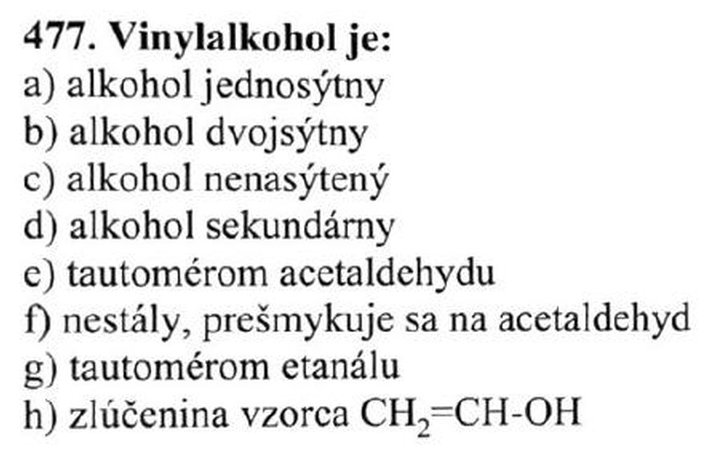 477. Vinylalkohol je:
a) alkohol jednosýtny
b) alkohol dvojsýtny
c) alkohol nenasýtený
d) alkohol sekundárny
e) tautomérom acetaldehydu
f) nestály, prešmykuje sa na acetaldehyd
g) tautomérom etanálu
h) zlúčenina vzorca CH₂=CH-OH